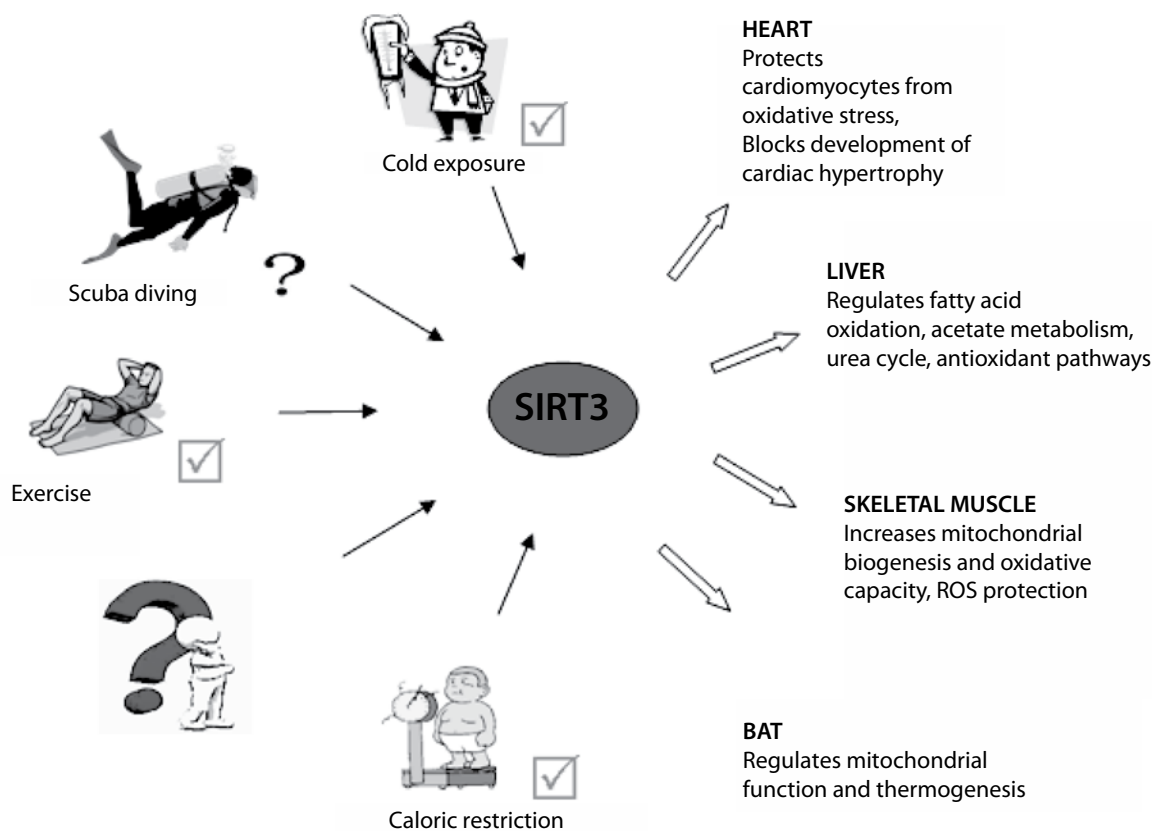 Cold exposure
Scuba diving
?
Exercise
Caloric restriction
SIRT3
HEART
Protects
cardiomyocytes from
oxidative stress,
Blocks development of
cardiac hypertrophy
LIVER
Regulates fatty acid
oxidation, acetate metabolism,
urea cycle, antioxidant pathways
SKELETAL MUSCLE
Increases mitochondrial
biogenesis and oxidative
capacity, ROS protection
BAT
Regulates mitochondrial
function and thermogenesis